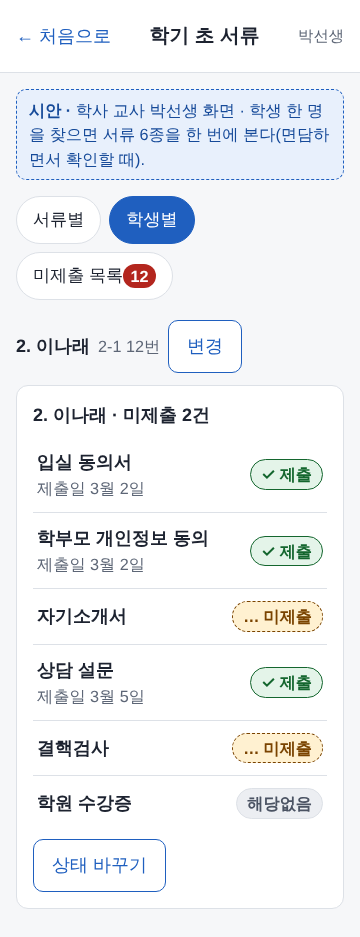 ← 처음으로 학기 초 서류 박선생
시안 · 학사 교사 박선생 화면 · 학생 한 명
을 찾으면 서류 6종을 한 번에 본다(면담하
면서 확인할 때).
서류별 학생별
미제출 목록 12
2. 이나래 2-1 12번 변경
2. 이나래 · 미제출 2건
입실 동의서
제출일 3월 2일
✓ 제출
학부모 개인정보 동의
제출일 3월 2일
✓ 제출
자기소개서
… 미제출
상담 설문
제출일 3월 5일
✓ 제출
결핵검사
… 미제출
학원 수강증
해당없음
상태 바꾸기